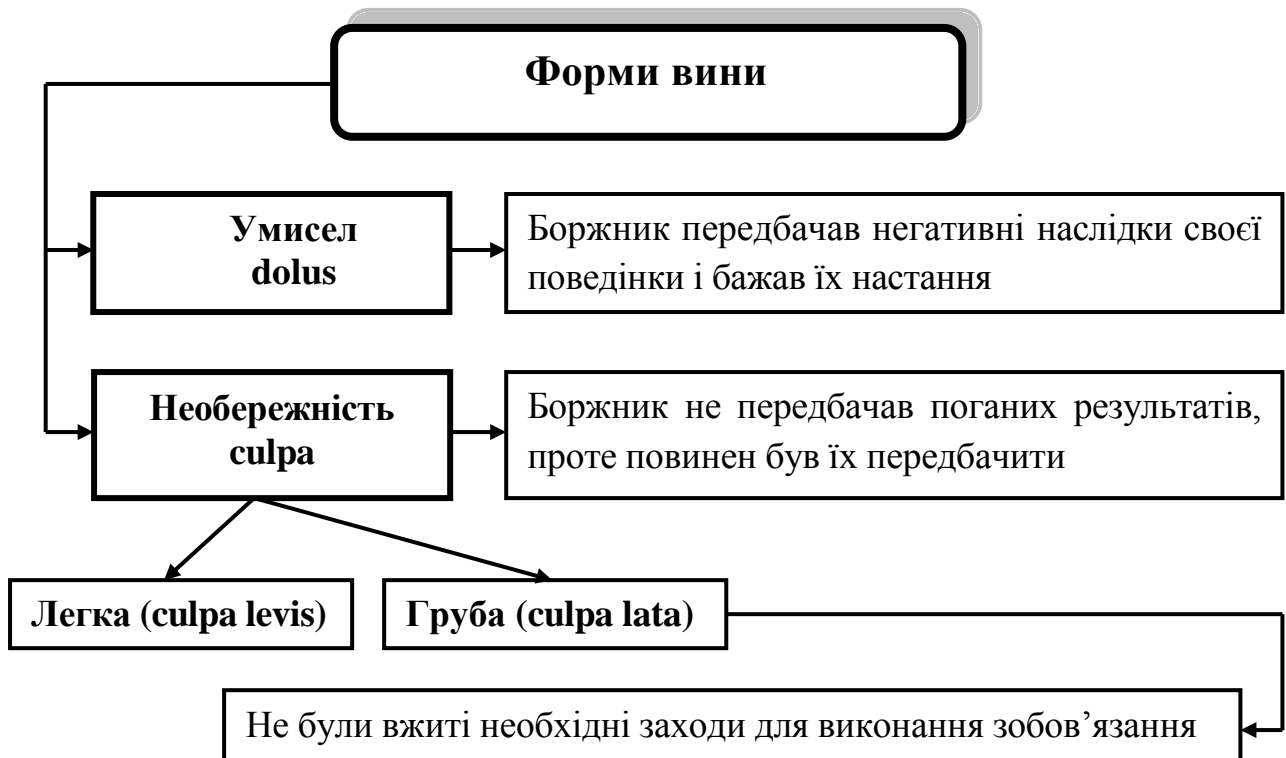 Форми вини
Умисел
dolus
Боржник передбачав негативні наслідки своєї
поведінки і бажав їх настання
Необережність
culpa
Боржник не передбачав поганих результатів,
проте повинен був їх передбачити
Легка (culpa levis)
Груба (culpa lata)
Не були вжиті необхідні заходи для виконання зобов’язання